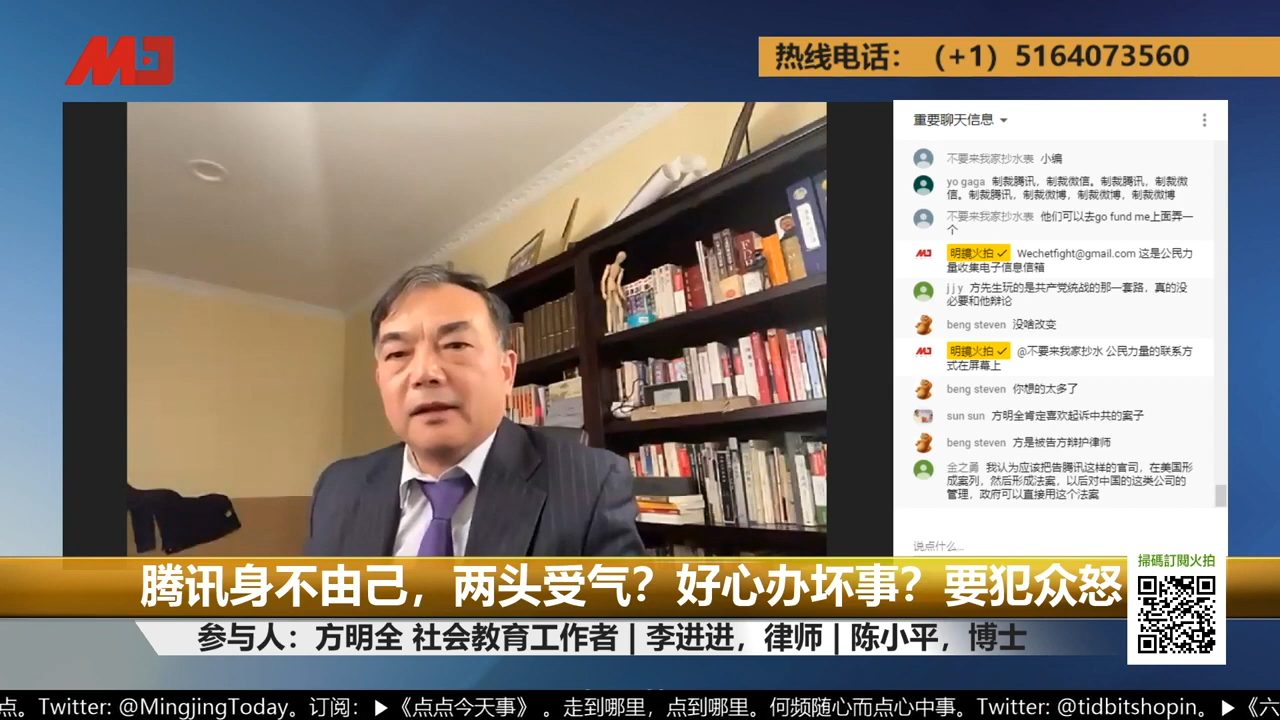 MJ
热线电话：（+1）5164073560
重要聊天信息
不要来我家抄水表 小编
yo gaga 制裁腾讯，制裁微信。制裁腾讯，制裁微
信。制裁腾讯，制裁微博，制裁微博，制裁微博
不要来我家抄水表 他们可以去go fund me上面弄一
个
明鏡火拍 Wechetfight@gmail.com 这是公民力
量收集电子信息信箱
j j y 方先生玩的是共产党统战的那一套路，真的没
必要和他辩论
beng steven 没啥改变
明鏡火拍 @不要来我家抄水 公民力量的联系方
式在屏幕上
beng steven 你想的太多了
sun sun 方明全肯定喜欢起诉中共的案子
beng steven 方是被告方辩护律师
金之勇 我认为应该把告腾讯这样的官司，在美国形
成案列，然后形成法案，以后对中国的这类公司的
管理，政府可以直接用这个法案
说点什么...
掃碼訂閱火拍
腾讯身不由己，两头受气？好心办坏事？要犯众怒
参与人：方明全 社会教育工作者 | 李进进，律师 | 陈小平，博士
点。Twitter: @MingjingToday。订阅：▶《点点今天事》 。走到哪里，点到哪里。何频随心而点心中事。Twitter: @tidbitshopin。▶《六